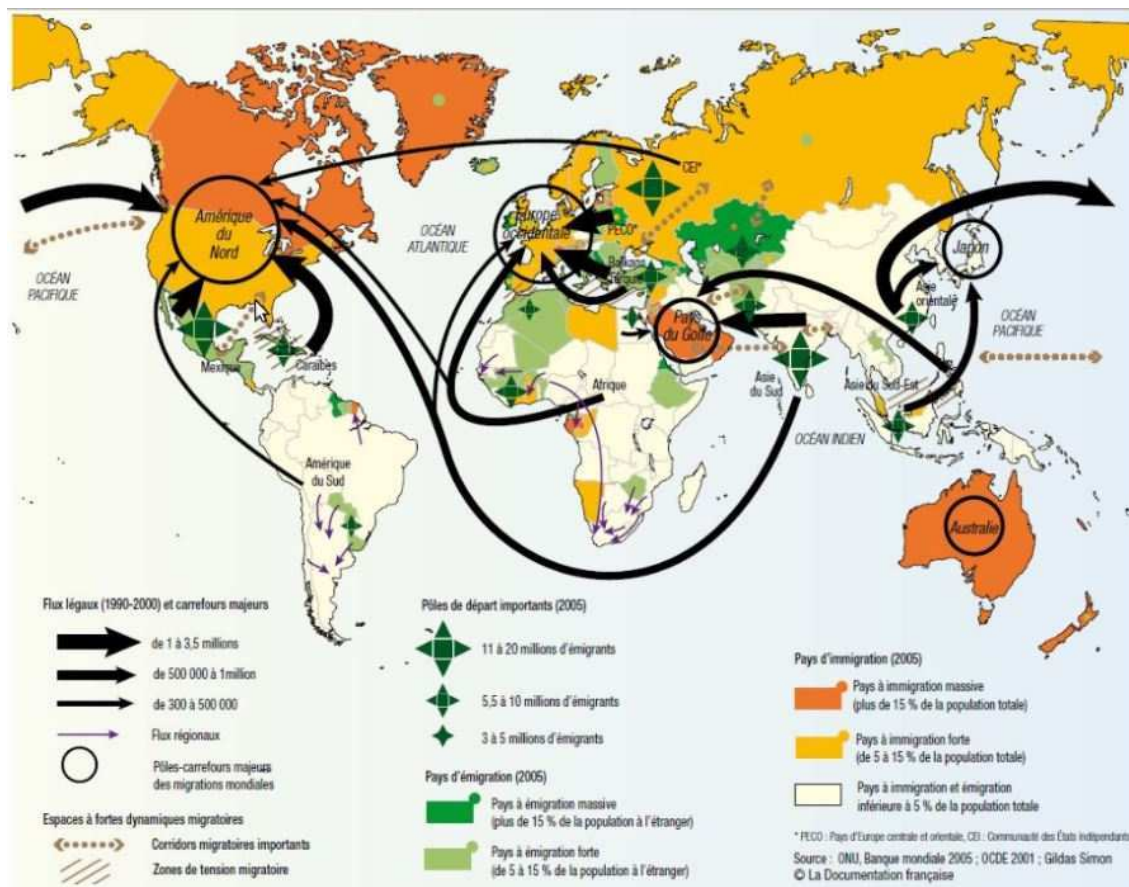 CEI*
Amérique
du
Nord
Europe
occidentale
PECO*
Balkans
Turquie
OCÉAN
ATLANTIQUE
OCÉAN
PACIFIQUE
Japon
Asie
orientale
Pays
du Golfe
OCÉAN
PACIFIQUE
Mexique
Caraïbes
Afrique
Asie
du Sud
Asie du Sud-Est
OCÉAN INDIEN
Amérique
du Sud
Australie
Flux légaux (1990-2000) et carrefours majeurs
de 1 à 3,5 millions
de 500 000 à 1million
de 300 à 500 000
Flux régionaux
Pôles-carrefours majeurs
des migrations mondiales
Espaces à fortes dynamiques migratoires
Corridors migratoires importants
Zones de tension migratoire
Pôles de départ importants (2005)
11 à 20 millions d'émigrants
5,5 à 10 millions d'émigrants
3 à 5 millions d'émigrants
Pays d'émigration (2005)
Pays à émigration massive
(plus de 15 % de la population à l'étranger)
Pays à émigration forte
(de 5 à 15 % de la population à l'étranger)
Pays d'immigration (2005)
Pays à immigration massive
(plus de 15 % de la population totale)
Pays à immigration forte
(de 5 à 15 % de la population totale)
Pays à immigration et émigration
inférieure à 5 % de la population totale
* PECO : Pays d'Europe centrale et orientale, CEI : Communauté des États indépendants
Source : ONU, Banque mondiale 2005 ; OCDE 2001 ; Gildas Simon
© La Documentation française